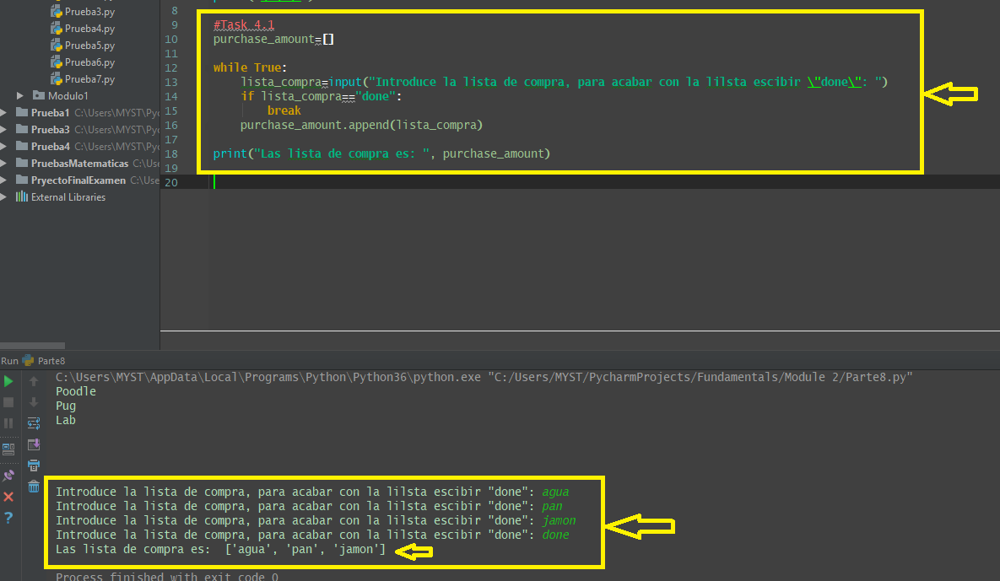 Prueba3.py
Prueba4.py
Prueba5.py
Prueba6.py
Prueba7.py
Modulo1
Prueba1 C:\Users\MYST\Pyc
Prueba3 C:\Users\MYST\Pyc
Prueba4 C:\Users\MYST\Pyc
PruebasMatematicas C:\Use
PryectoFinalExamen C:\Use
External Libraries
8
9 #Task 4.1
10 purchase_amount=[]
11
12 while True:
13 lista_compra=input("Introduce la lista de compra, para acabar con la lilsta escibir \"done\": ")
14 if lista_compra=="done":
15 break
16 purchase_amount.append(lista_compra)
17
18 print("Las lista de compra es: ", purchase_amount)
19
20
Run Parte8
C:\Users\MYST\AppData\Local\Programs\Python\Python36\python.exe "C:/Users/MYST/PycharmProjects/Fundamentals/Module 2/Parte8.py"
Poodle
Pug
Lab
Introduce la lista de compra, para acabar con la lilsta escibir "done": agua
Introduce la lista de compra, para acabar con la lilsta escibir "done": pan
Introduce la lista de compra, para acabar con la lilsta escibir "done": jamon
Introduce la lista de compra, para acabar con la lilsta escibir "done": done
Las lista de compra es:  ['agua', 'pan', 'jamon']
Process finished with exit code 0